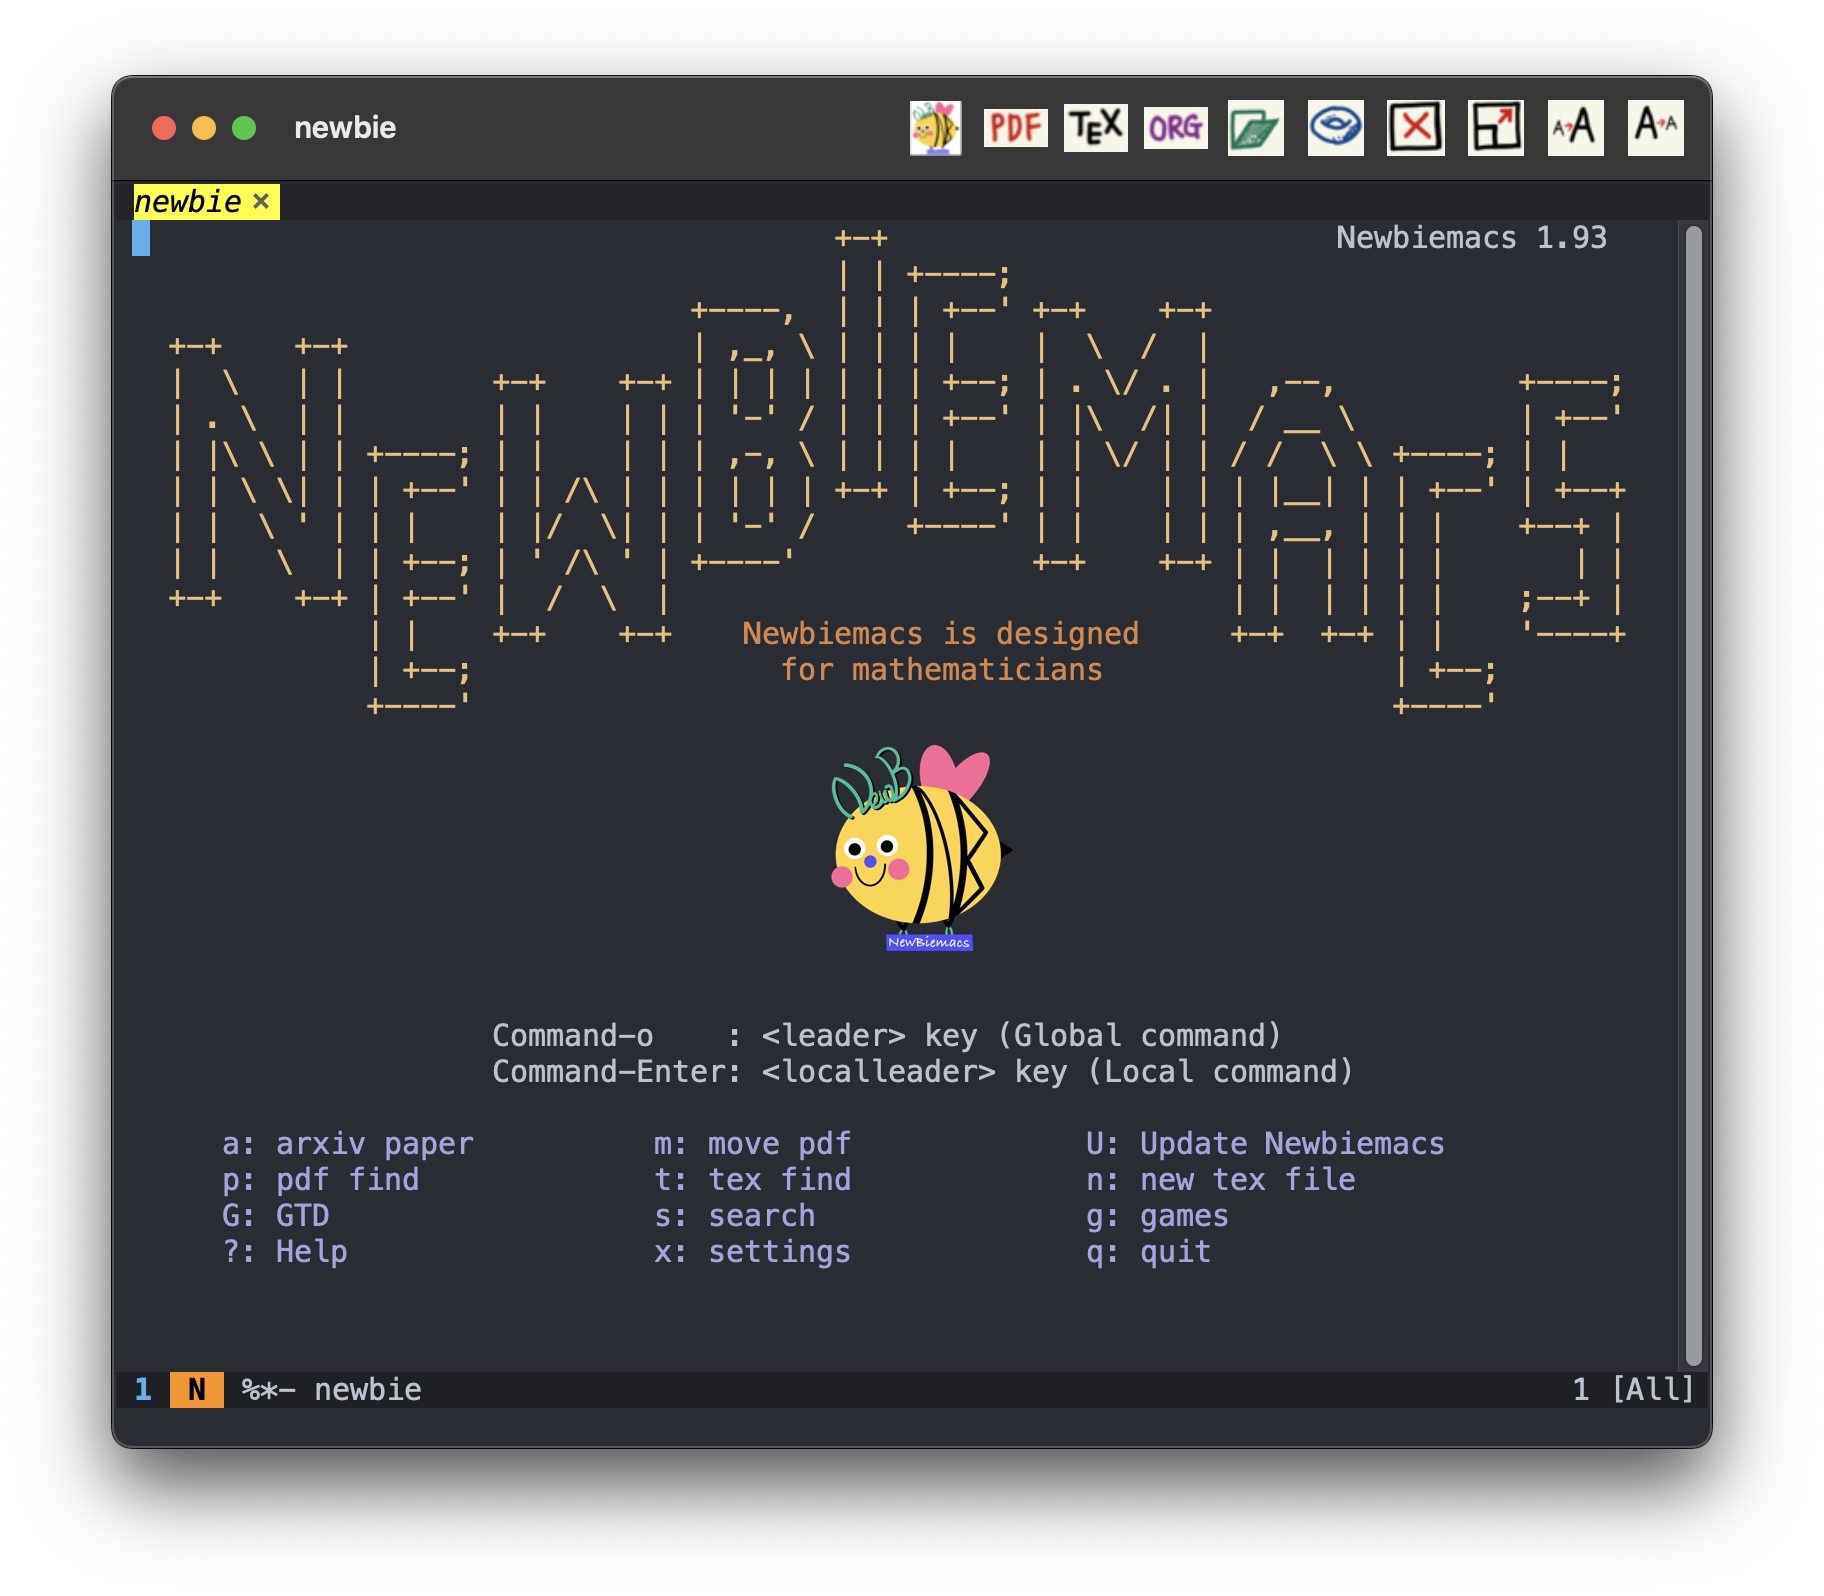 newbie
PDF TEX ORG A→A A→A
newbie ×
Newbiemacs 1.93
NEWBIEMACS
Newbiemacs is designed
for mathematicians
NewB
NewBiemacs
Command-o    : <leader> key (Global command)
Command-Enter: <localleader> key (Local command)
a: arxiv paper m: move pdf U: Update Newbiemacs
p: pdf find t: tex find n: new tex file
G: GTD s: search g: games
?: Help x: settings q: quit
1 N %*- newbie 1 [All]